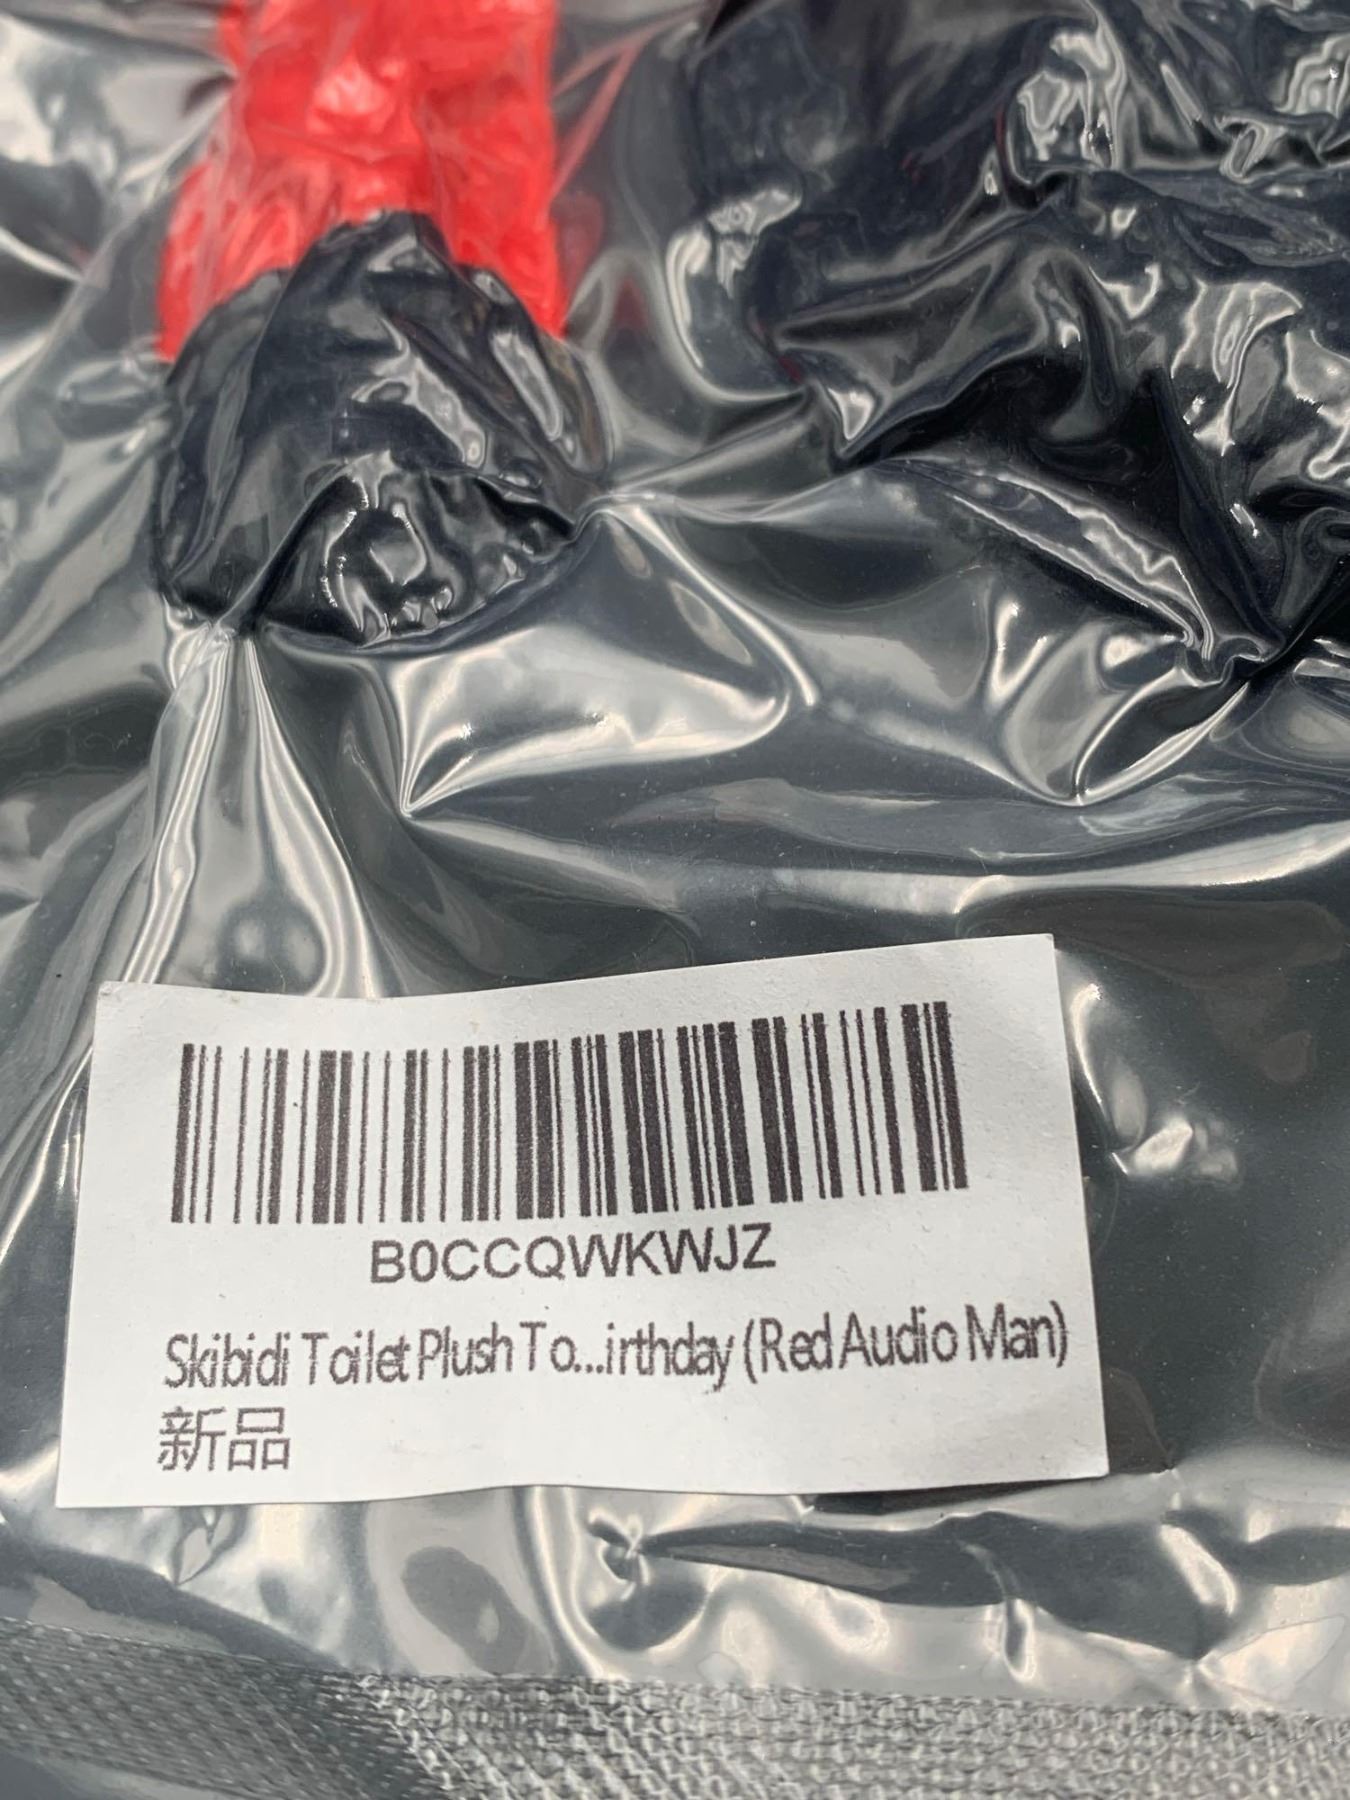 B0CCQWKWJZ
Skibidi Toilet Plush To...irthday (Red Audio Man)
新品